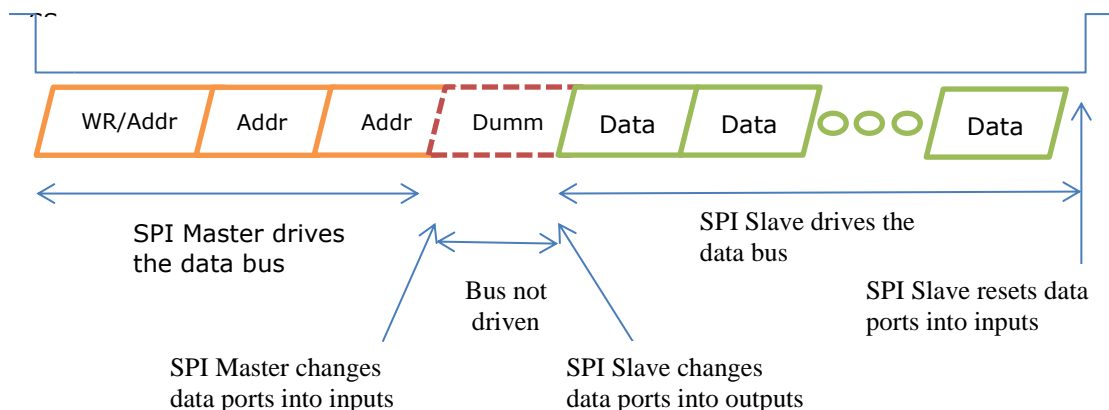 WR/Addr Addr Addr Dumm Data Data Data
SPI Master drives
the data bus
SPI Slave drives the
data bus
Bus not
driven
SPI Slave resets data
ports into inputs
SPI Master changes
data ports into inputs
SPI Slave changes
data ports into outputs